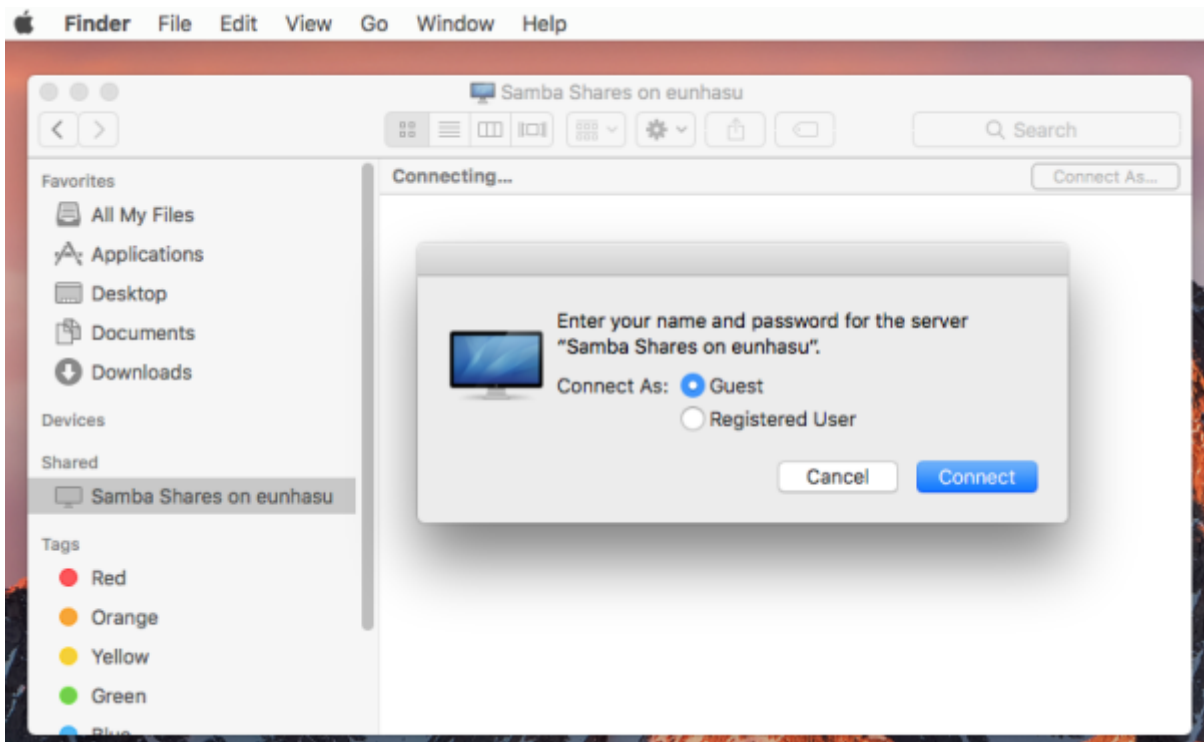 Finder File Edit View Go Window Help
Samba Shares on eunhasu
Search
Favorites
All My Files
Applications
Desktop
Documents
Downloads
Devices
Shared
Samba Shares on eunhasu
Tags
Red
Orange
Yellow
Green
Blue
Connecting...
Connect As...
Enter your name and password for the server
“Samba Shares on eunhasu”.
Connect As: Guest
Registered User
Cancel Connect